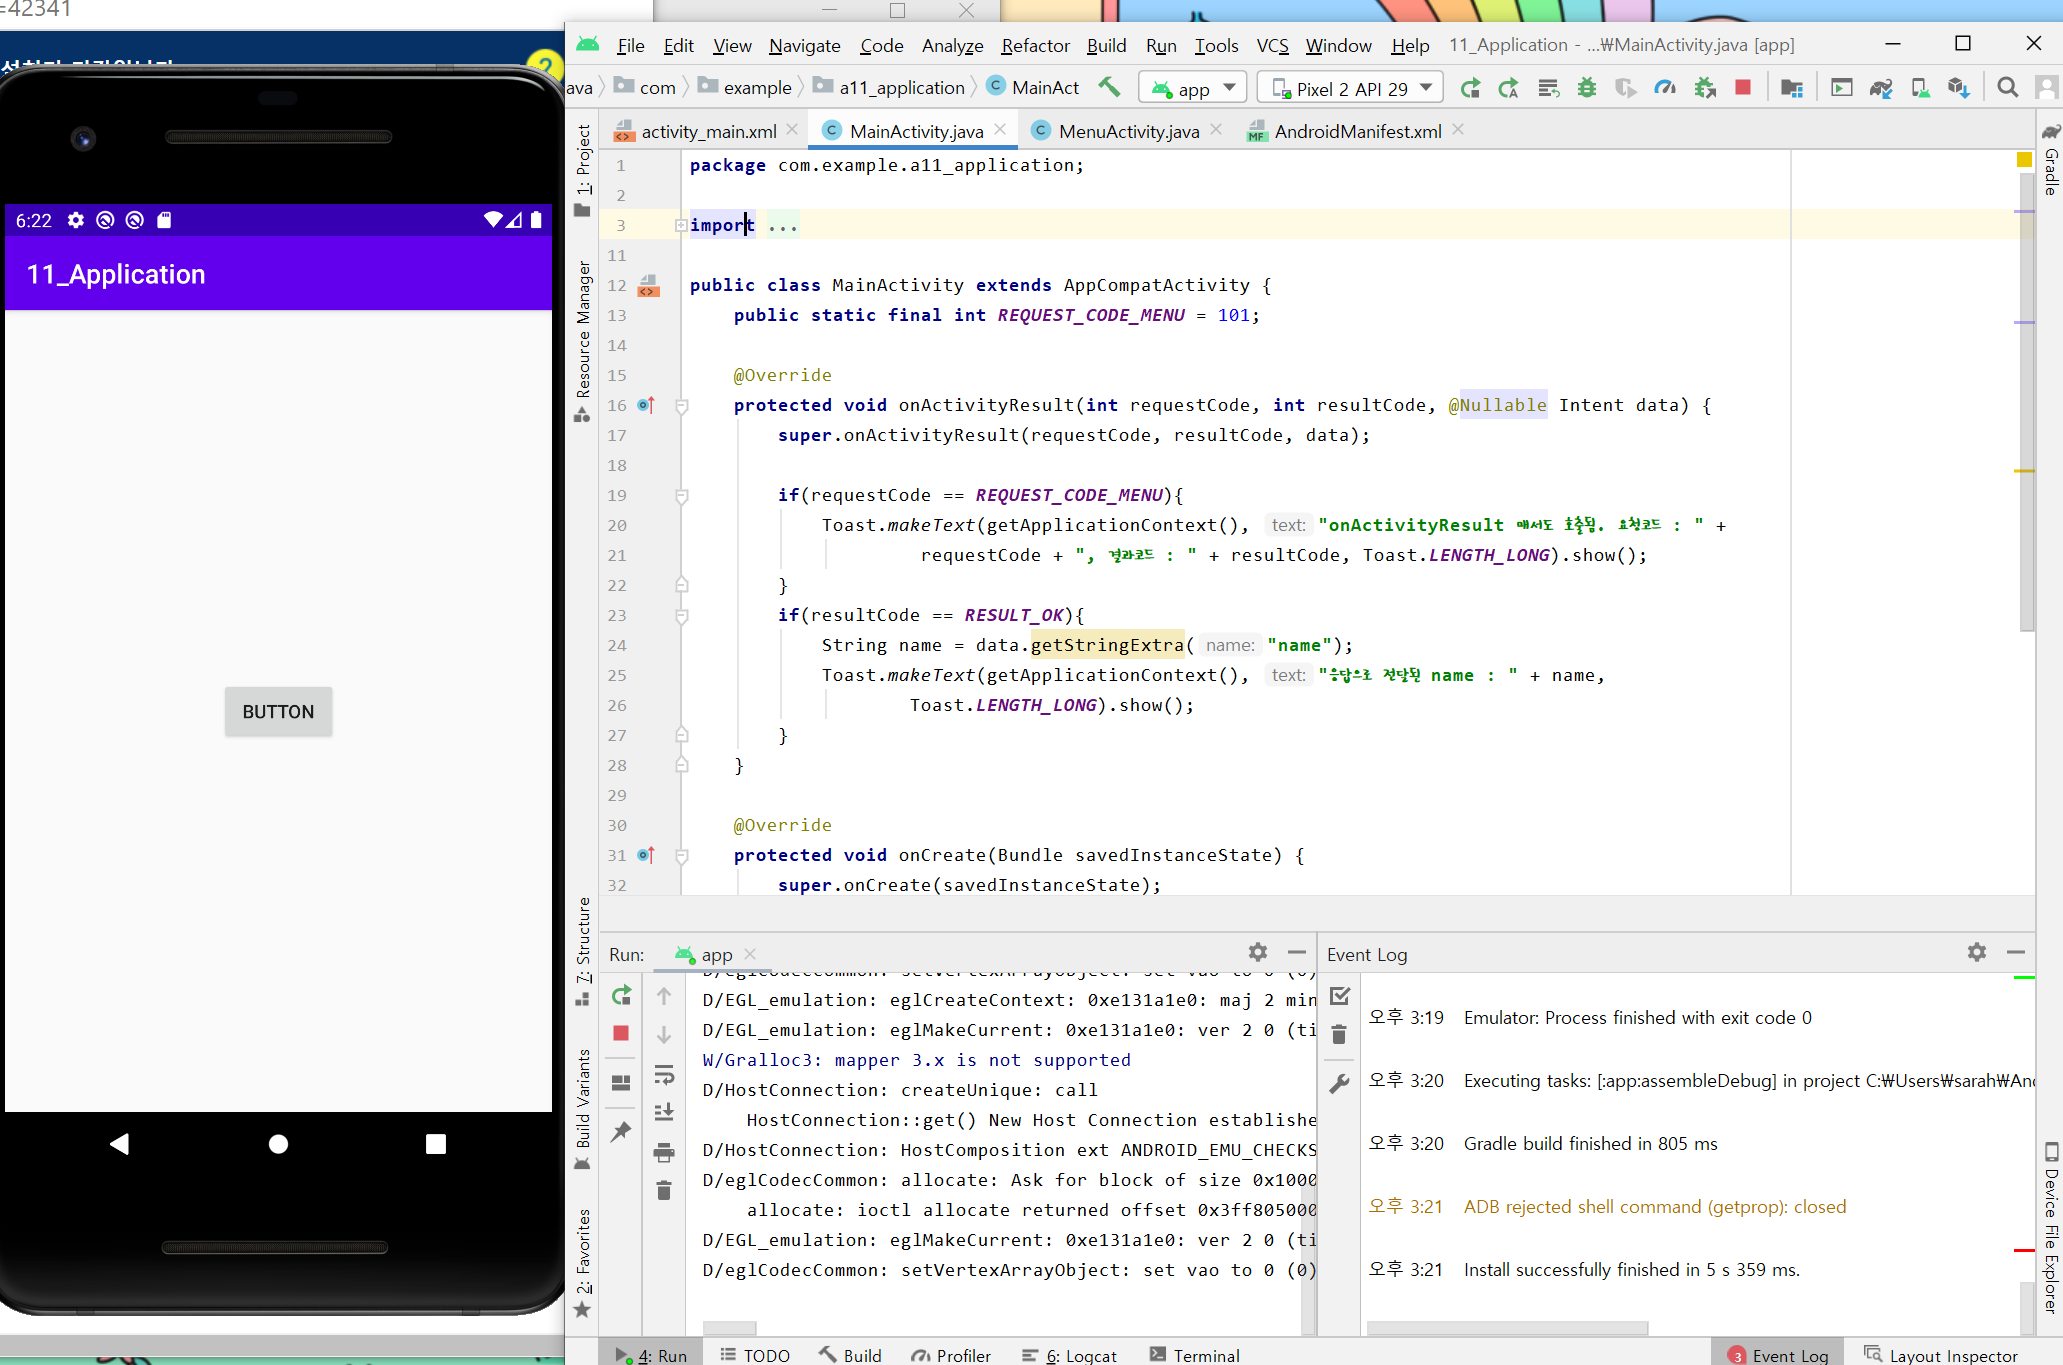 =42341
6:22
11_Application
BUTTON
File Edit View Navigate Code Analyze Refactor Build Run Tools VCS Window Help 11_Application - ...₩MainActivity.java [app]
ava com example a11_application MainAct app Pixel 2 API 29
activity_main.xml MainActivity.java MenuActivity.java AndroidManifest.xml
1: Project
Resource Manager
7: Structure
Build Variants
2: Favorites
1 package com.example.a11_application;
2
3 import ...
11
12 public class MainActivity extends AppCompatActivity {
13 public static final int REQUEST_CODE_MENU = 101;
14
15 @Override
16 protected void onActivityResult(int requestCode, int resultCode, @Nullable Intent data) {
17 super.onActivityResult(requestCode, resultCode, data);
18
19 if(requestCode == REQUEST_CODE_MENU){
20 Toast.makeText(getApplicationContext(), text: "onActivityResult 매서도 호출됨. 요청코드 : " +
21 requestCode + ", 결과코드 : " + resultCode, Toast.LENGTH_LONG).show();
22 }
23 if(resultCode == RESULT_OK){
24 String name = data.getStringExtra( name: "name");
25 Toast.makeText(getApplicationContext(), text: "응답으로 전달된 name : " + name,
26 Toast.LENGTH_LONG).show();
27 }
28 }
29
30 @Override
31 protected void onCreate(Bundle savedInstanceState) {
32 super.onCreate(savedInstanceState);
Gradle
Device File Explorer
Run: app
D/eglCodecCommon: setVertexArrayObject: set vao to 0 (0)
D/EGL_emulation: eglCreateContext: 0xe131a1e0: maj 2 min
D/EGL_emulation: eglMakeCurrent: 0xe131a1e0: ver 2 0 (ti
W/Gralloc3: mapper 3.x is not supported
D/HostConnection: createUnique: call
HostConnection::get() New Host Connection establishe
D/HostConnection: HostComposition ext ANDROID_EMU_CHECKS
D/eglCodecCommon: allocate: Ask for block of size 0x1000
allocate: ioctl allocate returned offset 0x3ff805000
D/EGL_emulation: eglMakeCurrent: 0xe131a1e0: ver 2 0 (ti
D/eglCodecCommon: setVertexArrayObject: set vao to 0 (0)
Event Log
오후 3:19 Emulator: Process finished with exit code 0
오후 3:20 Executing tasks: [:app:assembleDebug] in project C:₩Users₩sarah₩And
오후 3:20 Gradle build finished in 805 ms
오후 3:21 ADB rejected shell command (getprop): closed
오후 3:21 Install successfully finished in 5 s 359 ms.
4: Run TODO Build Profiler 6: Logcat Terminal 3 Event Log Layout Inspector